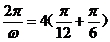 2π/ω = 4(π/12 + π/6)